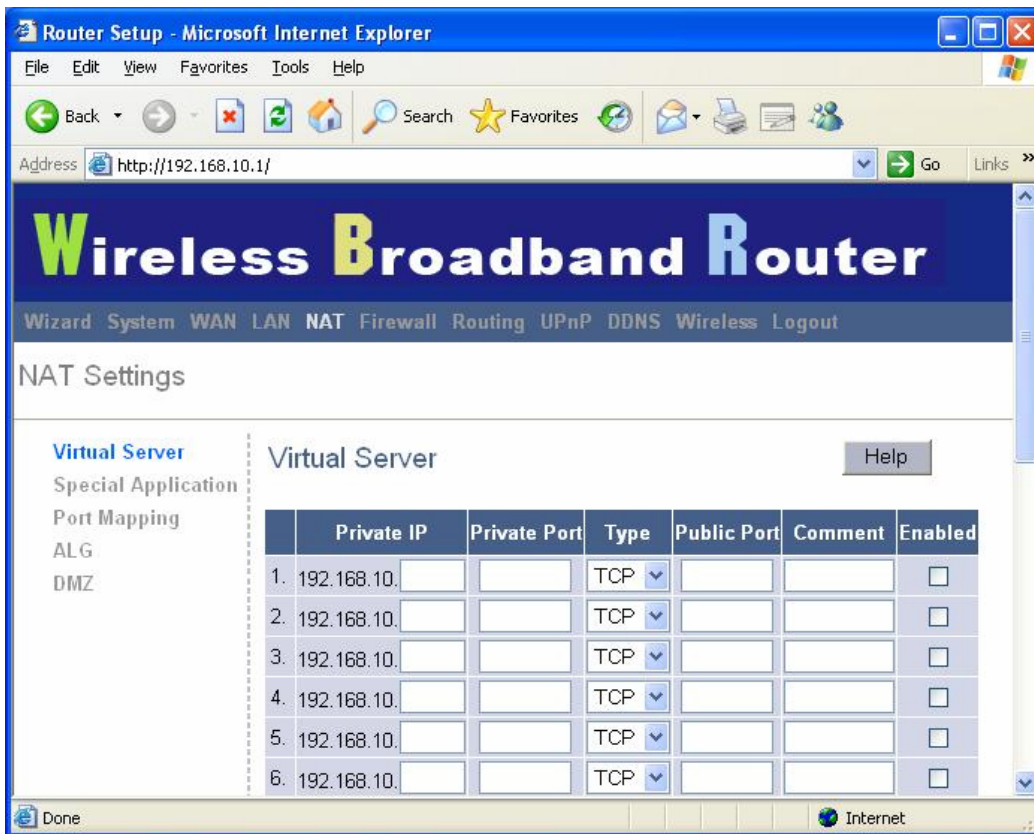 Router Setup - Microsoft Internet Explorer
File Edit View Favorites Tools Help
Back Search Favorites
Address http://192.168.10.1/ Go Links »
Wireless Broadband Router
Wizard System WAN LAN NAT Firewall Routing UPnP DDNS Wireless Logout
NAT Settings
Virtual Server
Special Application
Port Mapping
ALG
DMZ
Virtual Server Help
Private IP Private Port Type Public Port Comment Enabled
1. 192.168.10. TCP
2. 192.168.10. TCP
3. 192.168.10. TCP
4. 192.168.10. TCP
5. 192.168.10. TCP
6. 192.168.10. TCP
Done Internet